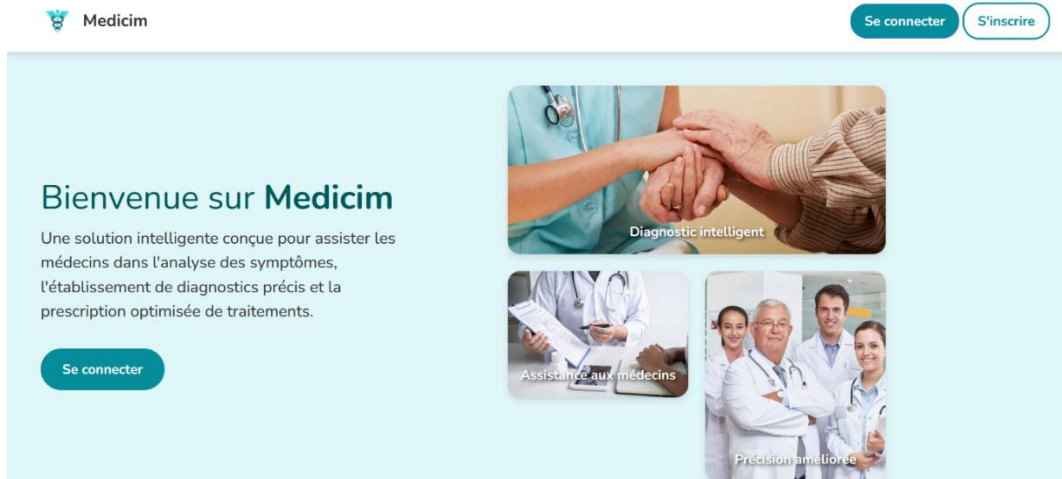 Medicim
Se connecter
S'inscrire
Bienvenue sur Medicim
Une solution intelligente conçue pour assister les
médecins dans l'analyse des symptômes,
l'établissement de diagnostics précis et la
prescription optimisée de traitements.
Se connecter
Diagnostic intelligent
Assistance aux médecins
Précision améliorée